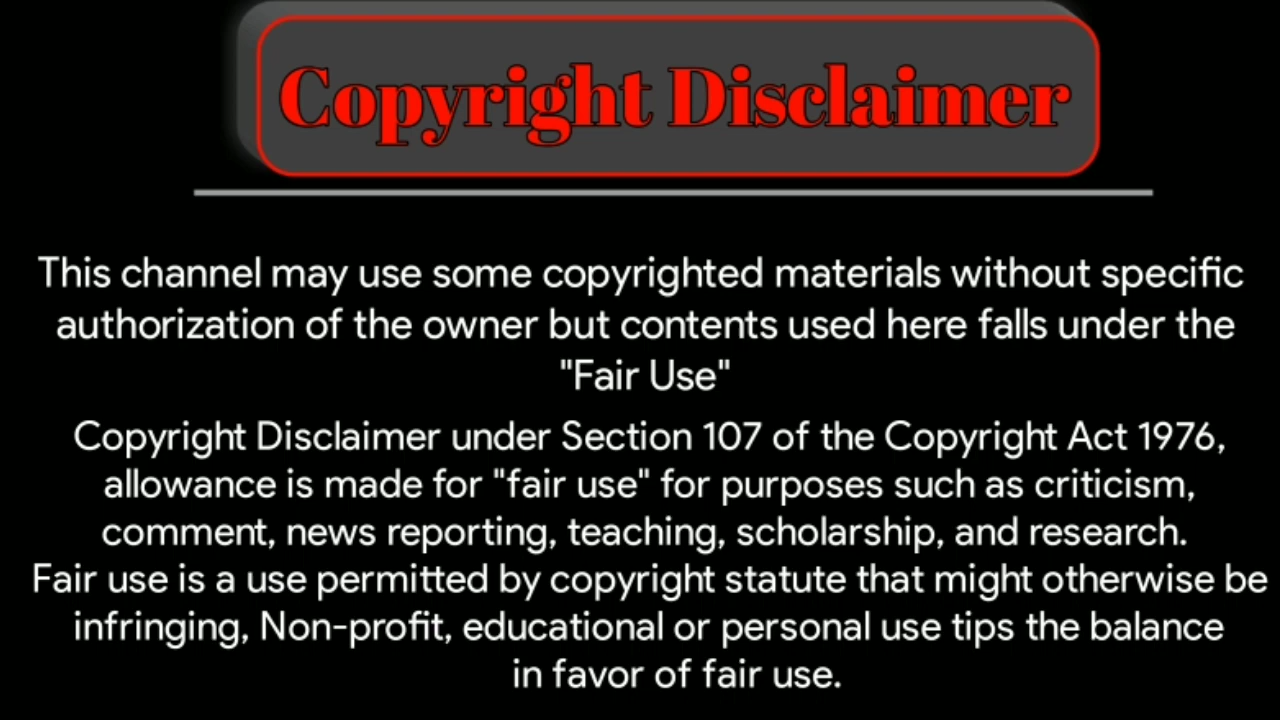 Copyright Disclaimer
This channel may use some copyrighted materials without specific
authorization of the owner but contents used here falls under the
"Fair Use"
Copyright Disclaimer under Section 107 of the Copyright Act 1976,
allowance is made for "fair use" for purposes such as criticism,
comment, news reporting, teaching, scholarship, and research.
Fair use is a use permitted by copyright statute that might otherwise be
infringing, Non-profit, educational or personal use tips the balance
in favor of fair use.